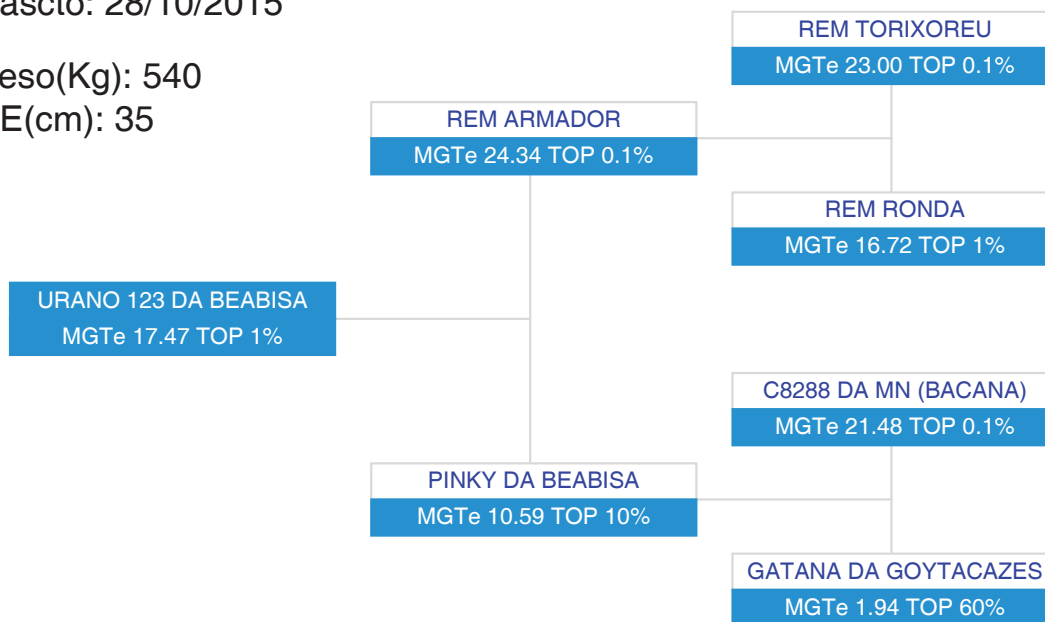 ascto: 28/10/2015
eso(Kg): 540
E(cm): 35
REM TORIXOREU
MGTe 23.00 TOP 0.1%
REM ARMADOR
MGTe 24.34 TOP 0.1%
REM RONDA
MGTe 16.72 TOP 1%
URANO 123 DA BEABISA
MGTe 17.47 TOP 1%
C8288 DA MN (BACANA)
MGTe 21.48 TOP 0.1%
PINKY DA BEABISA
MGTe 10.59 TOP 10%
GATANA DA GOYTACAZES
MGTe 1.94 TOP 60%